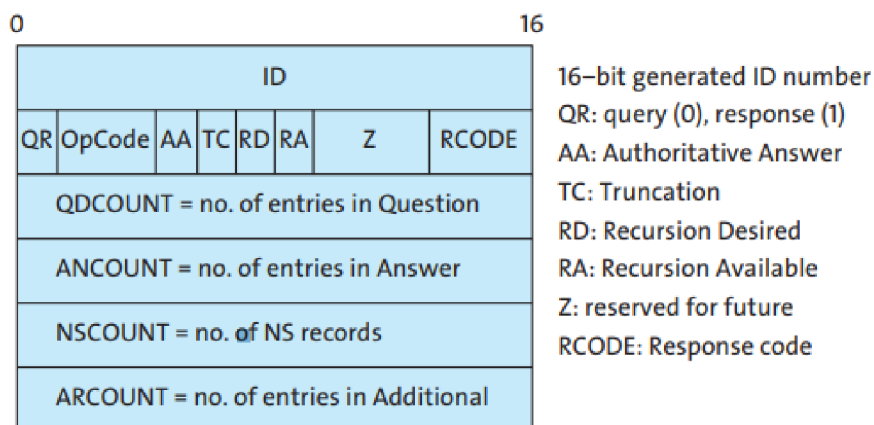 0 16
ID
QR OpCode AA TC RD RA Z RCODE
QDCOUNT = no. of entries in Question
ANCOUNT = no. of entries in Answer
NSCOUNT = no. of NS records
ARCOUNT = no. of entries in Additional
16–bit generated ID number
QR: query (0), response (1)
AA: Authoritative Answer
TC: Truncation
RD: Recursion Desired
RA: Recursion Available
Z: reserved for future
RCODE: Response code